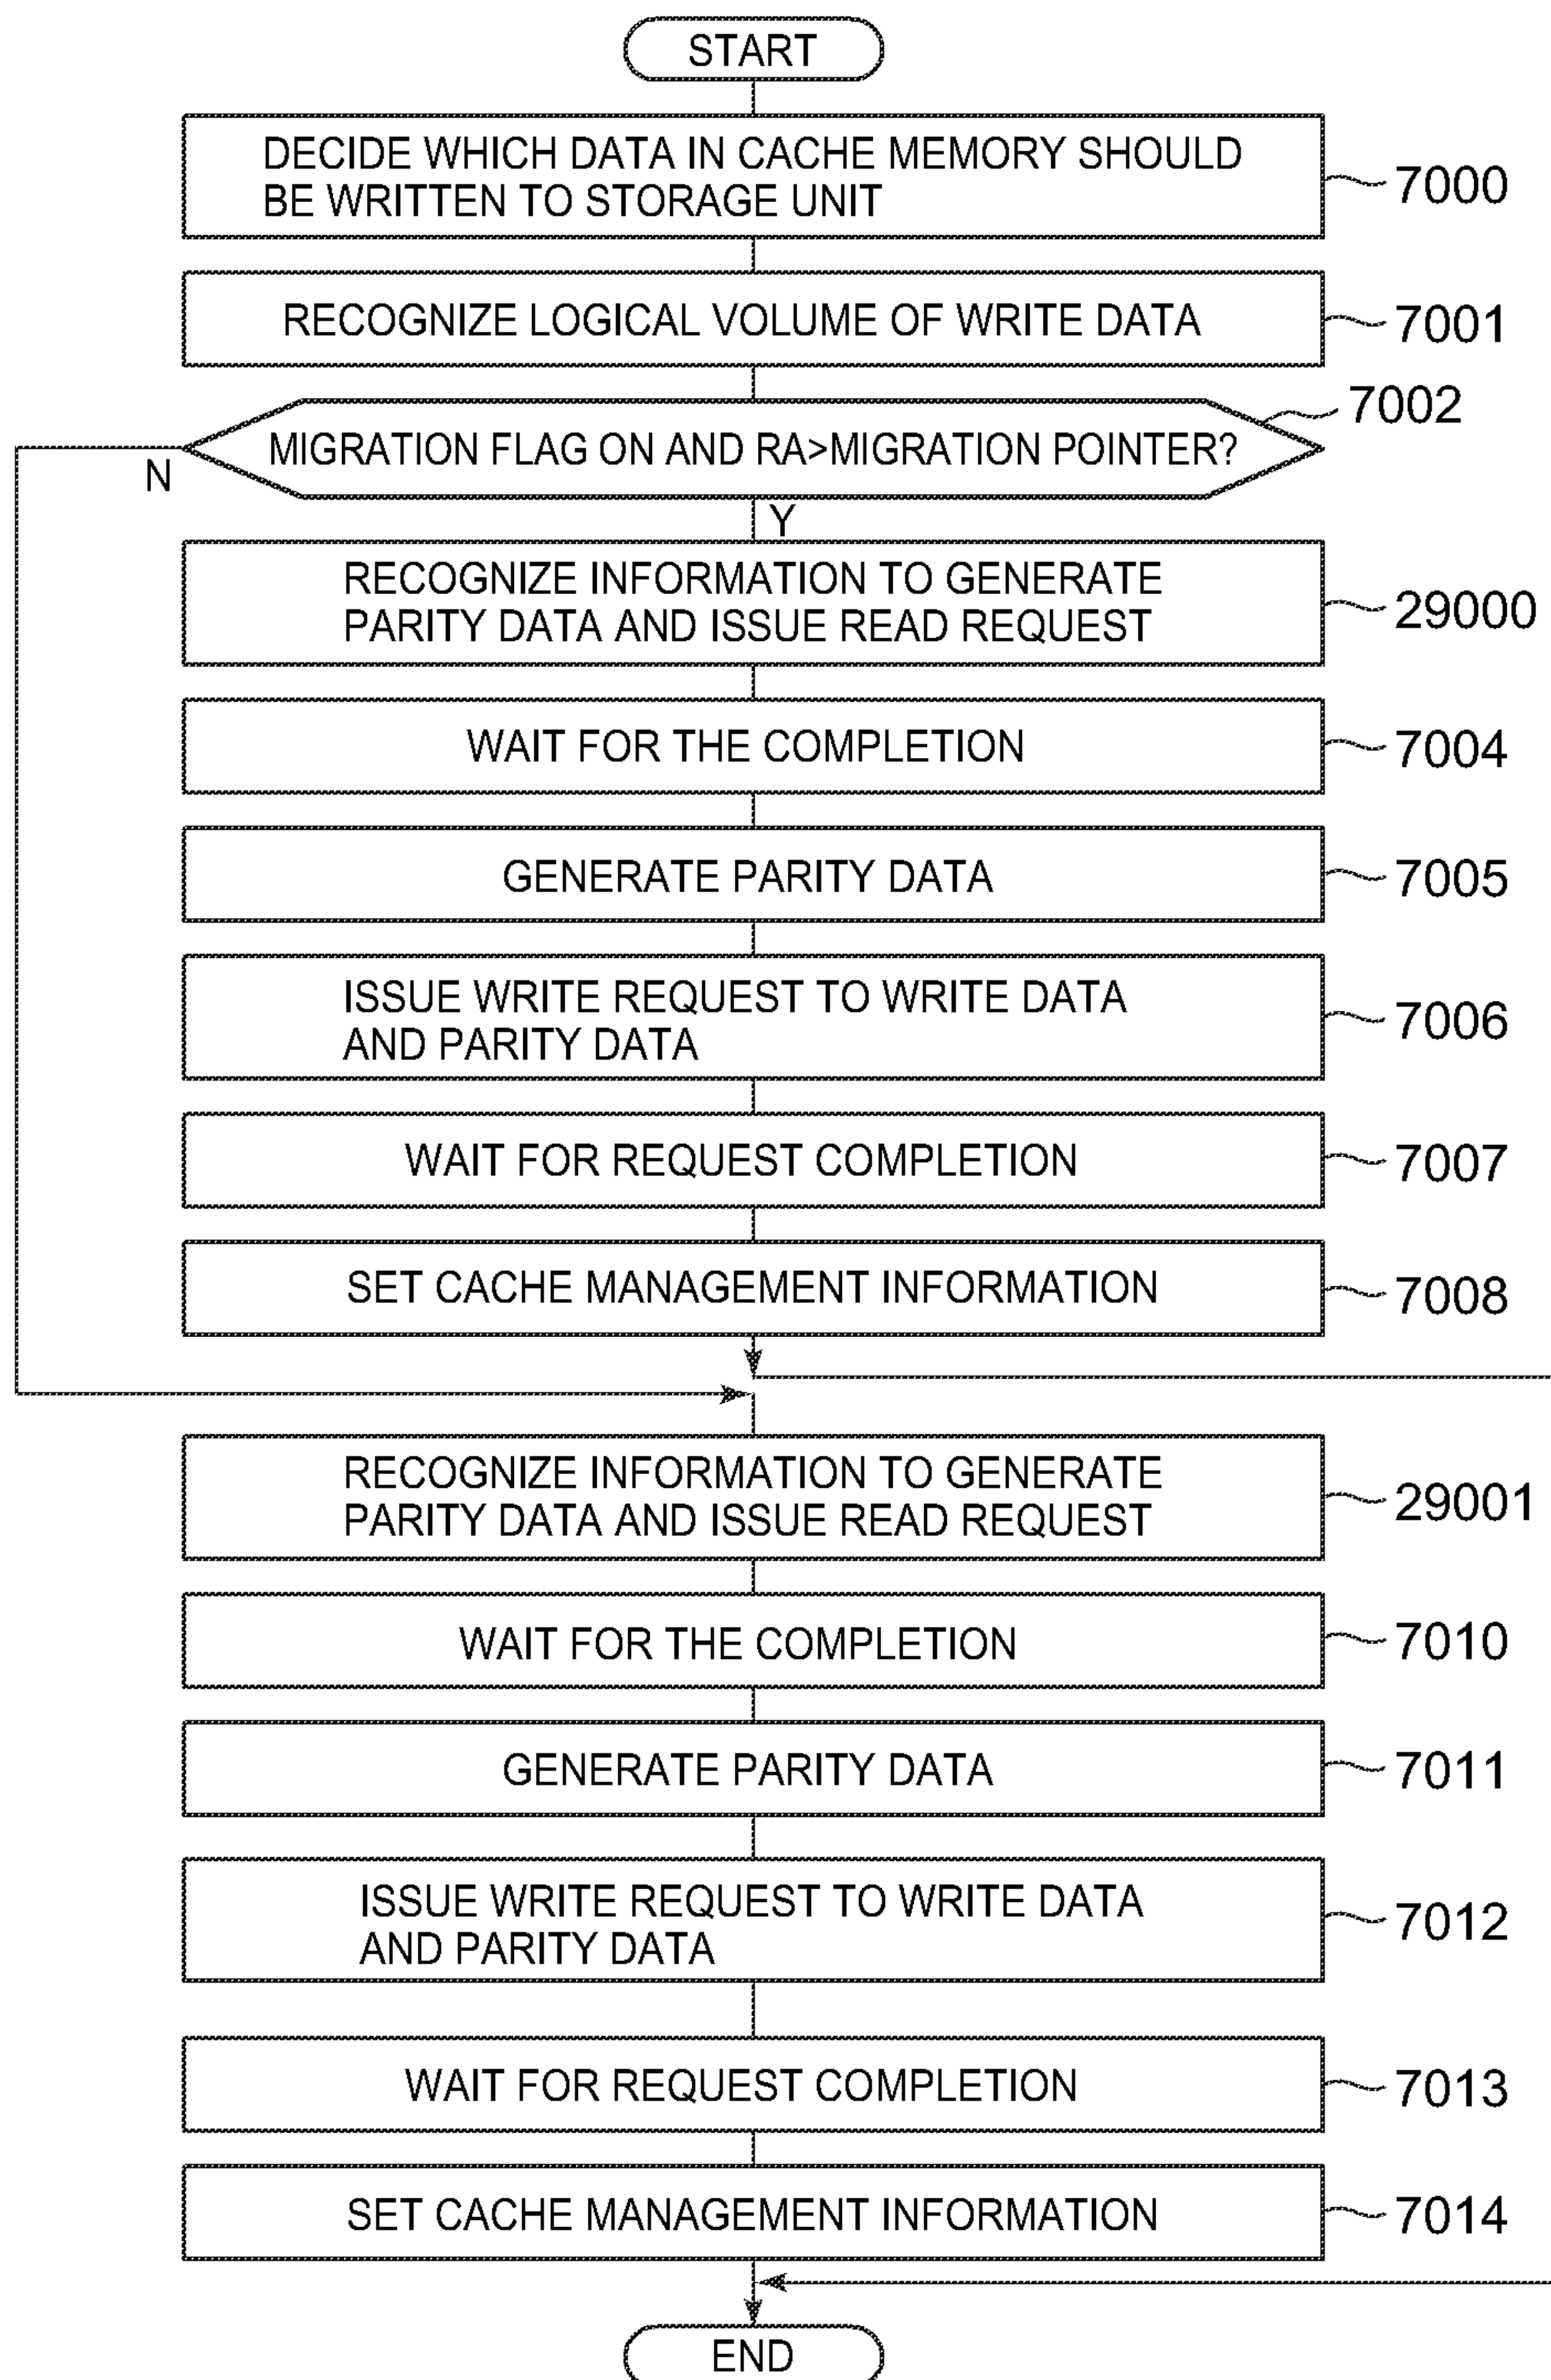 START
DECIDE WHICH DATA IN CACHE MEMORY SHOULD
BE WRITTEN TO STORAGE UNIT
7000
RECOGNIZE LOGICAL VOLUME OF WRITE DATA
7001
7002
MIGRATION FLAG ON AND RA>MIGRATION POINTER?
N
Y
RECOGNIZE INFORMATION TO GENERATE
PARITY DATA AND ISSUE READ REQUEST
29000
WAIT FOR THE COMPLETION
7004
GENERATE PARITY DATA
7005
ISSUE WRITE REQUEST TO WRITE DATA
AND PARITY DATA
7006
WAIT FOR REQUEST COMPLETION
7007
SET CACHE MANAGEMENT INFORMATION
7008
RECOGNIZE INFORMATION TO GENERATE
PARITY DATA AND ISSUE READ REQUEST
29001
WAIT FOR THE COMPLETION
7010
GENERATE PARITY DATA
7011
ISSUE WRITE REQUEST TO WRITE DATA
AND PARITY DATA
7012
WAIT FOR REQUEST COMPLETION
7013
SET CACHE MANAGEMENT INFORMATION
7014
END